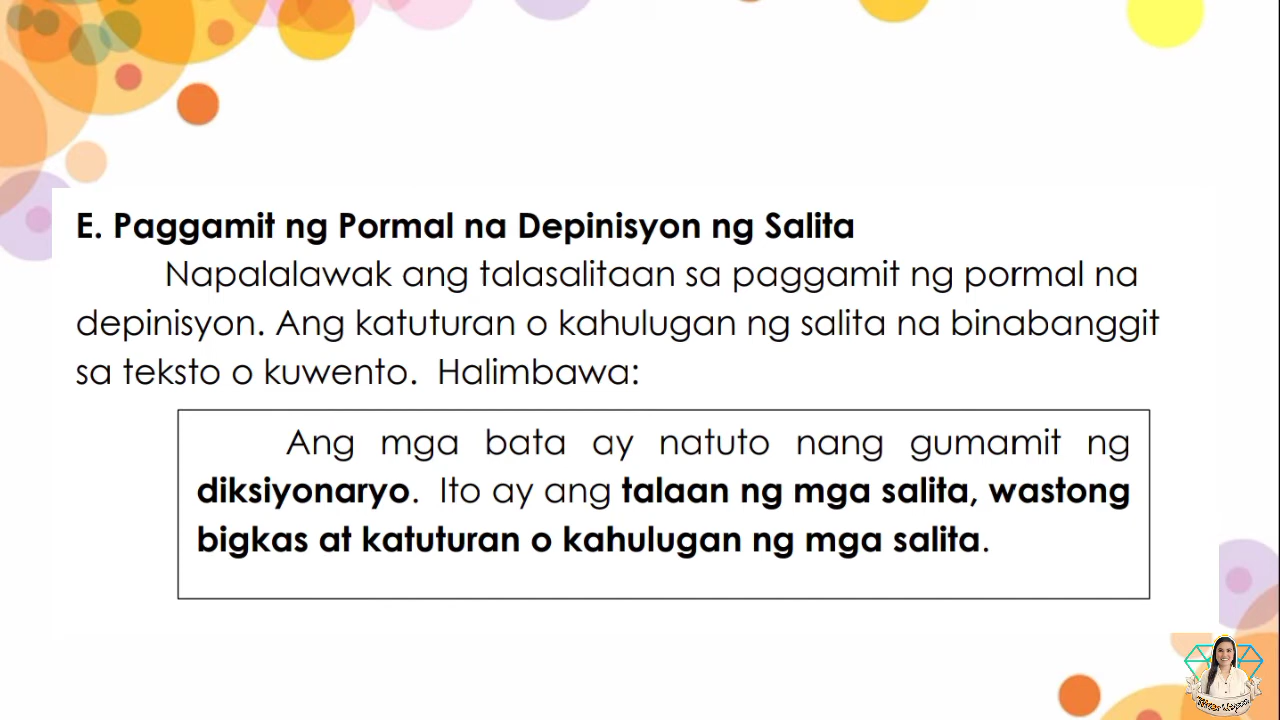 E. Paggamit ng Pormal na Depinisyon ng Salita
Napalalawak ang talasalitaan sa paggamit ng pormal na
depinisyon. Ang katuturan o kahulugan ng salita na binabanggit
sa teksto o kuwento. Halimbawa:
Ang mga bata ay natuto nang gumamit ng
diksiyonaryo. Ito ay ang talaan ng mga salita, wastong
bigkas at katuturan o kahulugan ng mga salita.